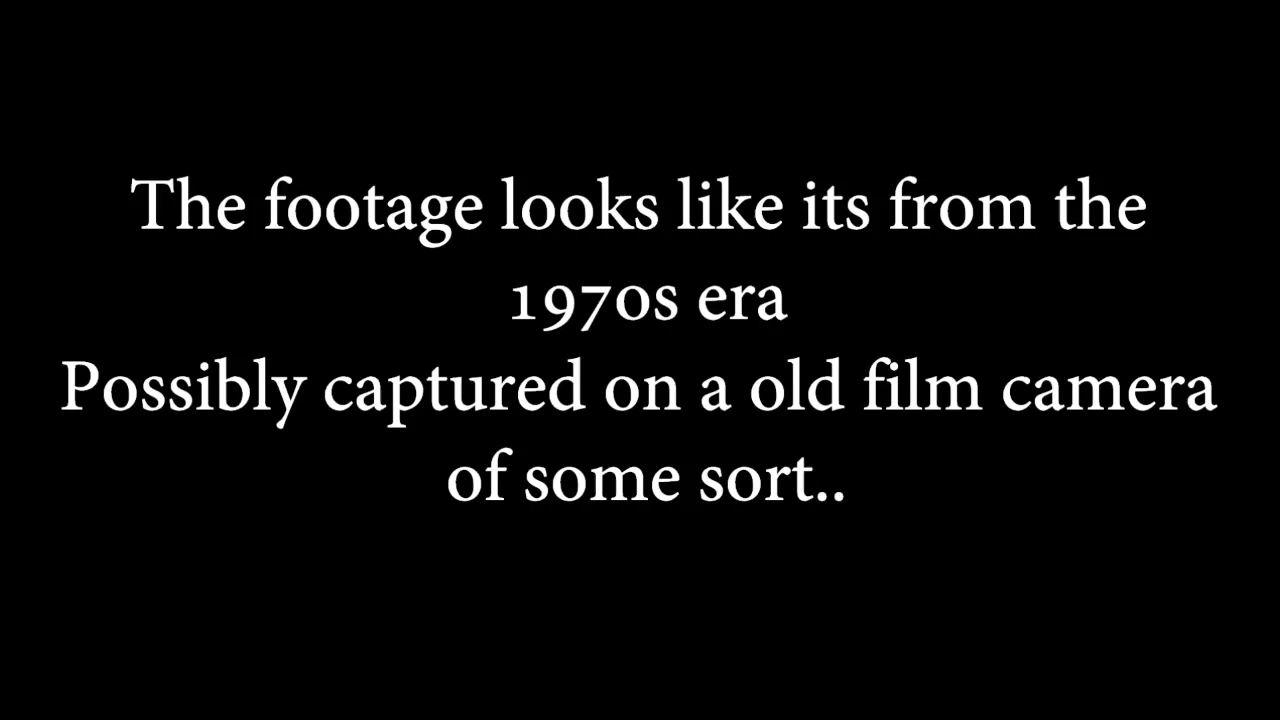 The footage looks like its from the
1970s era
Possibly captured on a old film camera
of some sort..